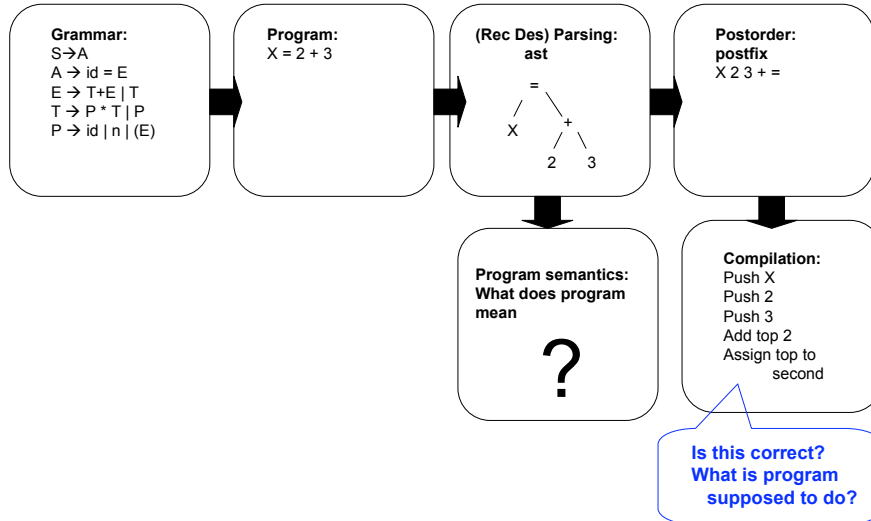 Grammar:
S→A
A → id = E
E → T+E | T
T → P * T | P
P → id | n | (E)
Program:
X = 2 + 3
(Rec Des) Parsing:
ast
=
X
+
2 3
Postorder:
postfix
X 2 3 + =
Program semantics:
What does program
mean
?
Compilation:
Push X
Push 2
Push 3
Add top 2
Assign top to
second
Is this correct?
What is program
supposed to do?